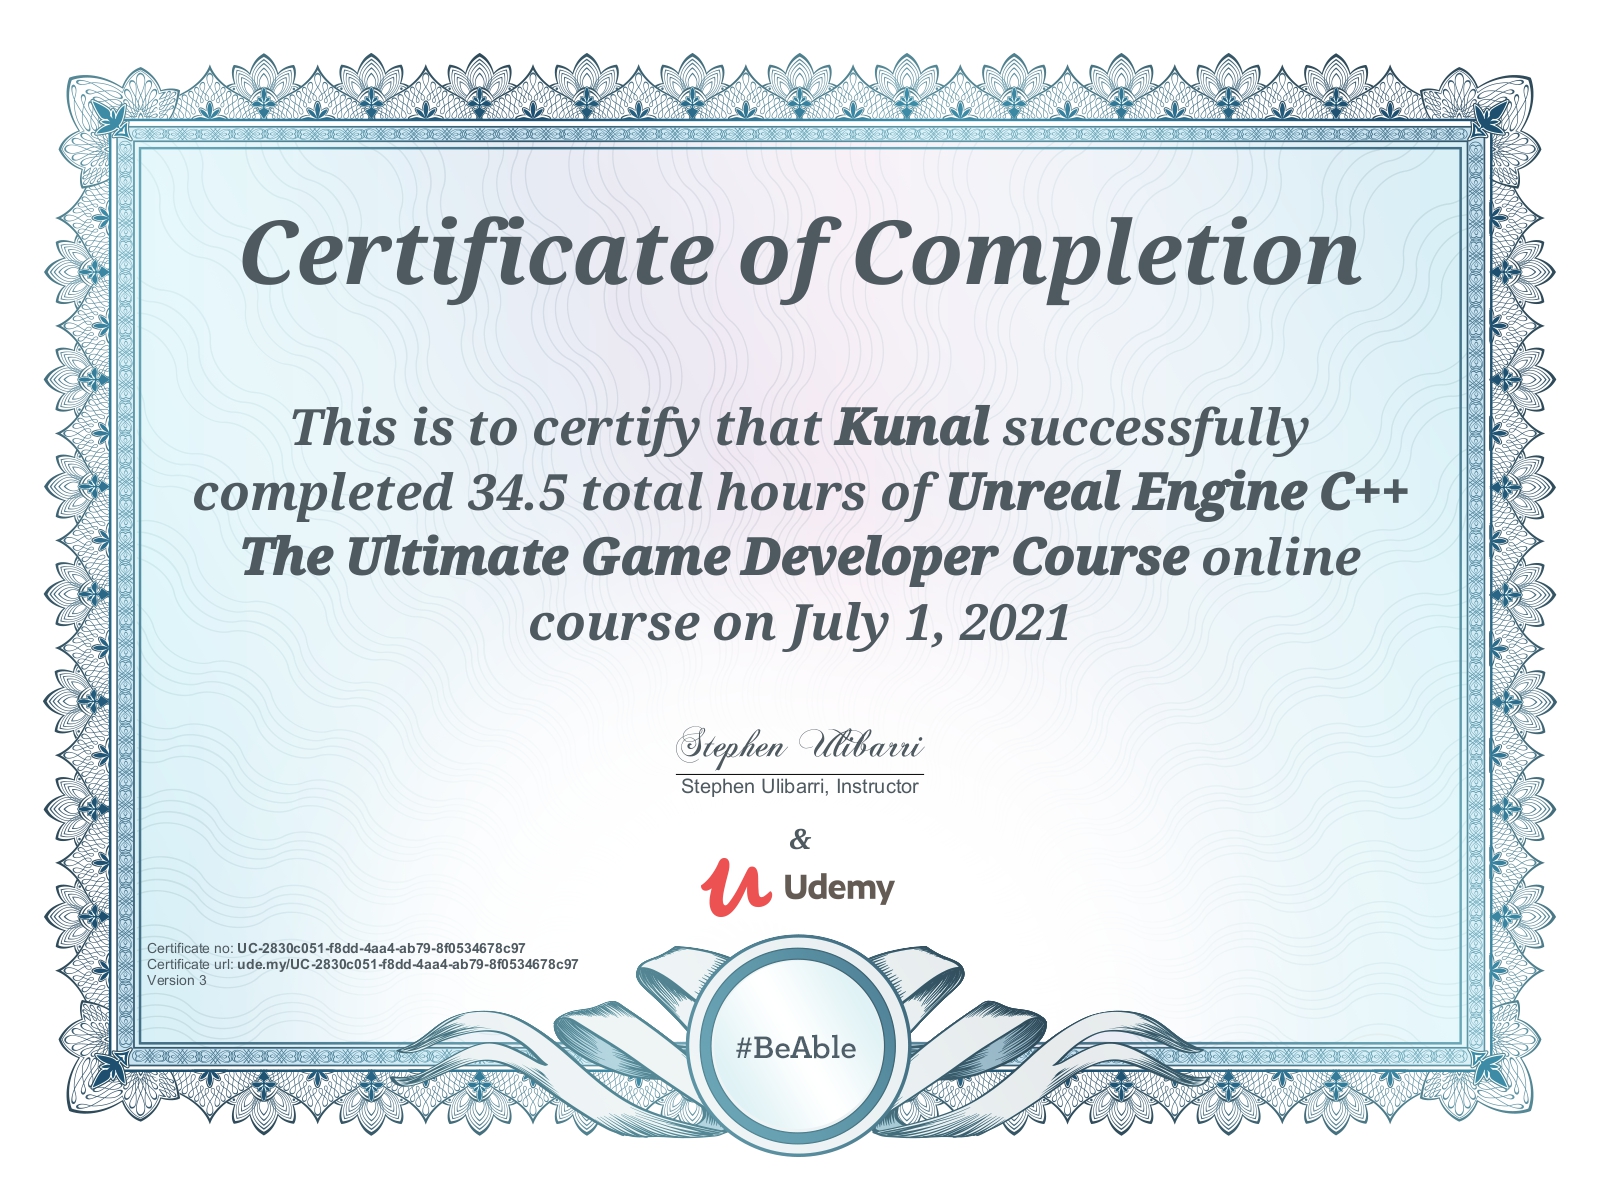 Certificate of Completion
This is to certify that Kunal successfully
completed 34.5 total hours of Unreal Engine C++
The Ultimate Game Developer Course online
course on July 1, 2021
Stephen Ulibarri
Stephen Ulibarri, Instructor
&
Udemy
Certificate no: UC-2830c051-f8dd-4aa4-ab79-8f0534678c97
Certificate url: ude.my/UC-2830c051-f8dd-4aa4-ab79-8f0534678c97
Version 3
#BeAble